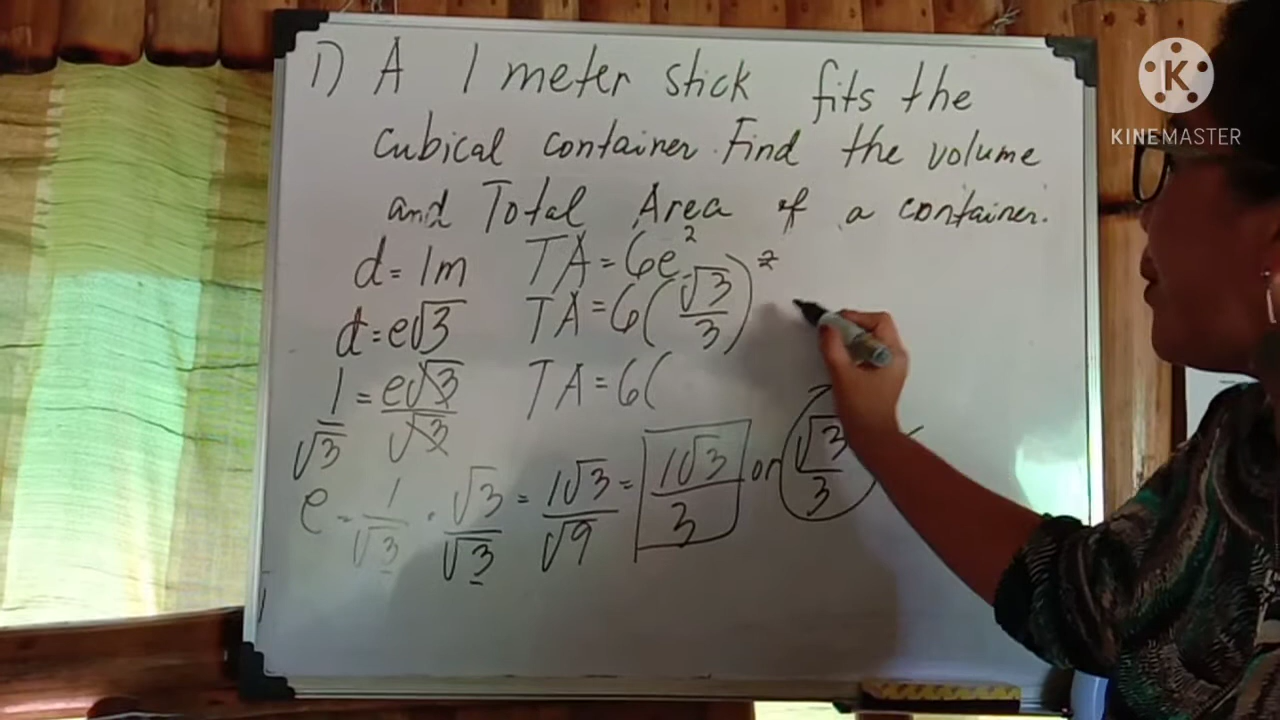 1) A 1 meter stick fits the
cubical container. Find the volume
and Total Area of a container.
d = 1m TA = 6e²
d = e√3 TA = 6(√3/3)²
1/√3 = e√3/√3 TA = 6(
e = 1/√3 · √3/√3 = 1√3/√9 = 1√3/3 or √3/3
K
KINEMASTER